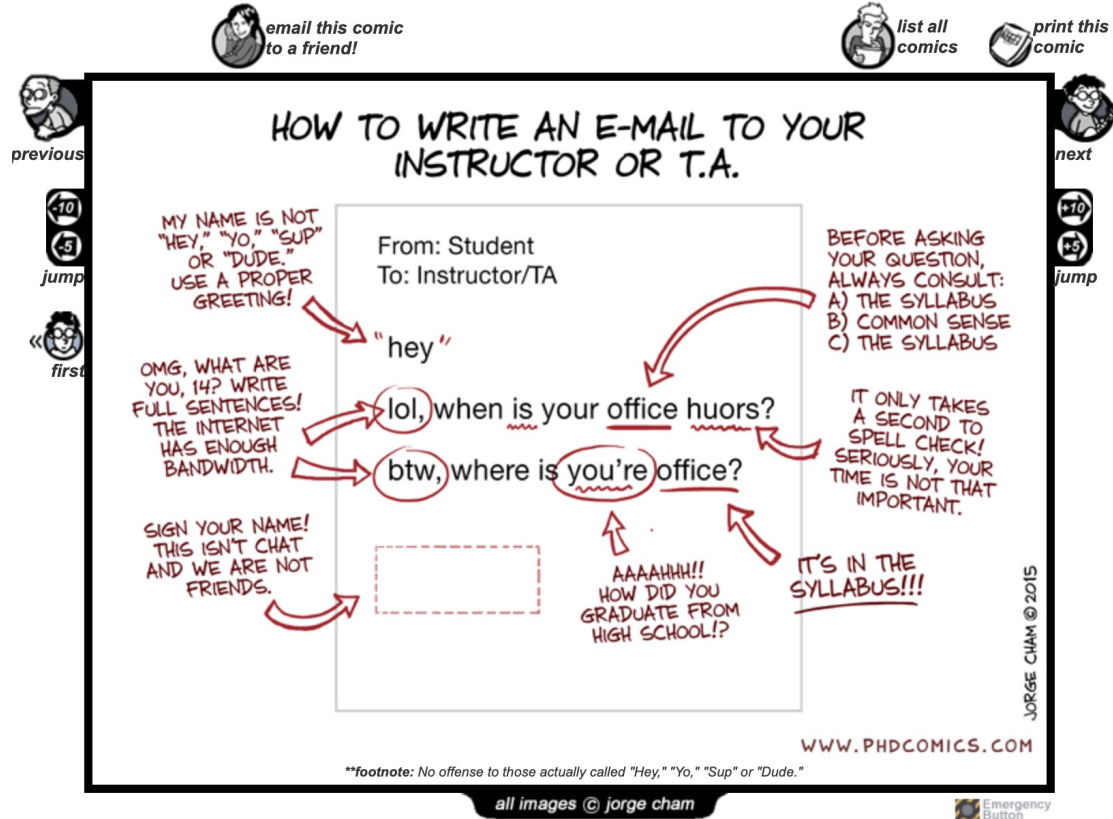 email this comic
to a friend!
list all
comics
print this
comic
previous
next
-10
-5
jump
+10
+5
jump
«
first
HOW TO WRITE AN E-MAIL TO YOUR
INSTRUCTOR OR T.A.
MY NAME IS NOT
"HEY," "YO," "SUP"
OR "DUDE."
USE A PROPER
GREETING!
From: Student
To: Instructor/TA
BEFORE ASKING
YOUR QUESTION,
ALWAYS CONSULT:
A) THE SYLLABUS
B) COMMON SENSE
C) THE SYLLABUS
"hey"
OMG, WHAT ARE
YOU, 14? WRITE
FULL SENTENCES!
THE INTERNET
HAS ENOUGH
BANDWIDTH.
lol, when is your office huors?
btw, where is you're office?
IT ONLY TAKES
A SECOND TO
SPELL CHECK!
SERIOUSLY, YOUR
TIME IS NOT THAT
IMPORTANT.
SIGN YOUR NAME!
THIS ISN'T CHAT
AND WE ARE NOT
FRIENDS.
AAAAHHH!!
HOW DID YOU
GRADUATE FROM
HIGH SCHOOL!?
IT'S IN THE
SYLLABUS!!!
JORGE CHAM © 2015
WWW.PHDCOMICS.COM
**footnote: No offense to those actually called "Hey," "Yo," "Sup" or "Dude."
all images © jorge cham
Emergency
Button